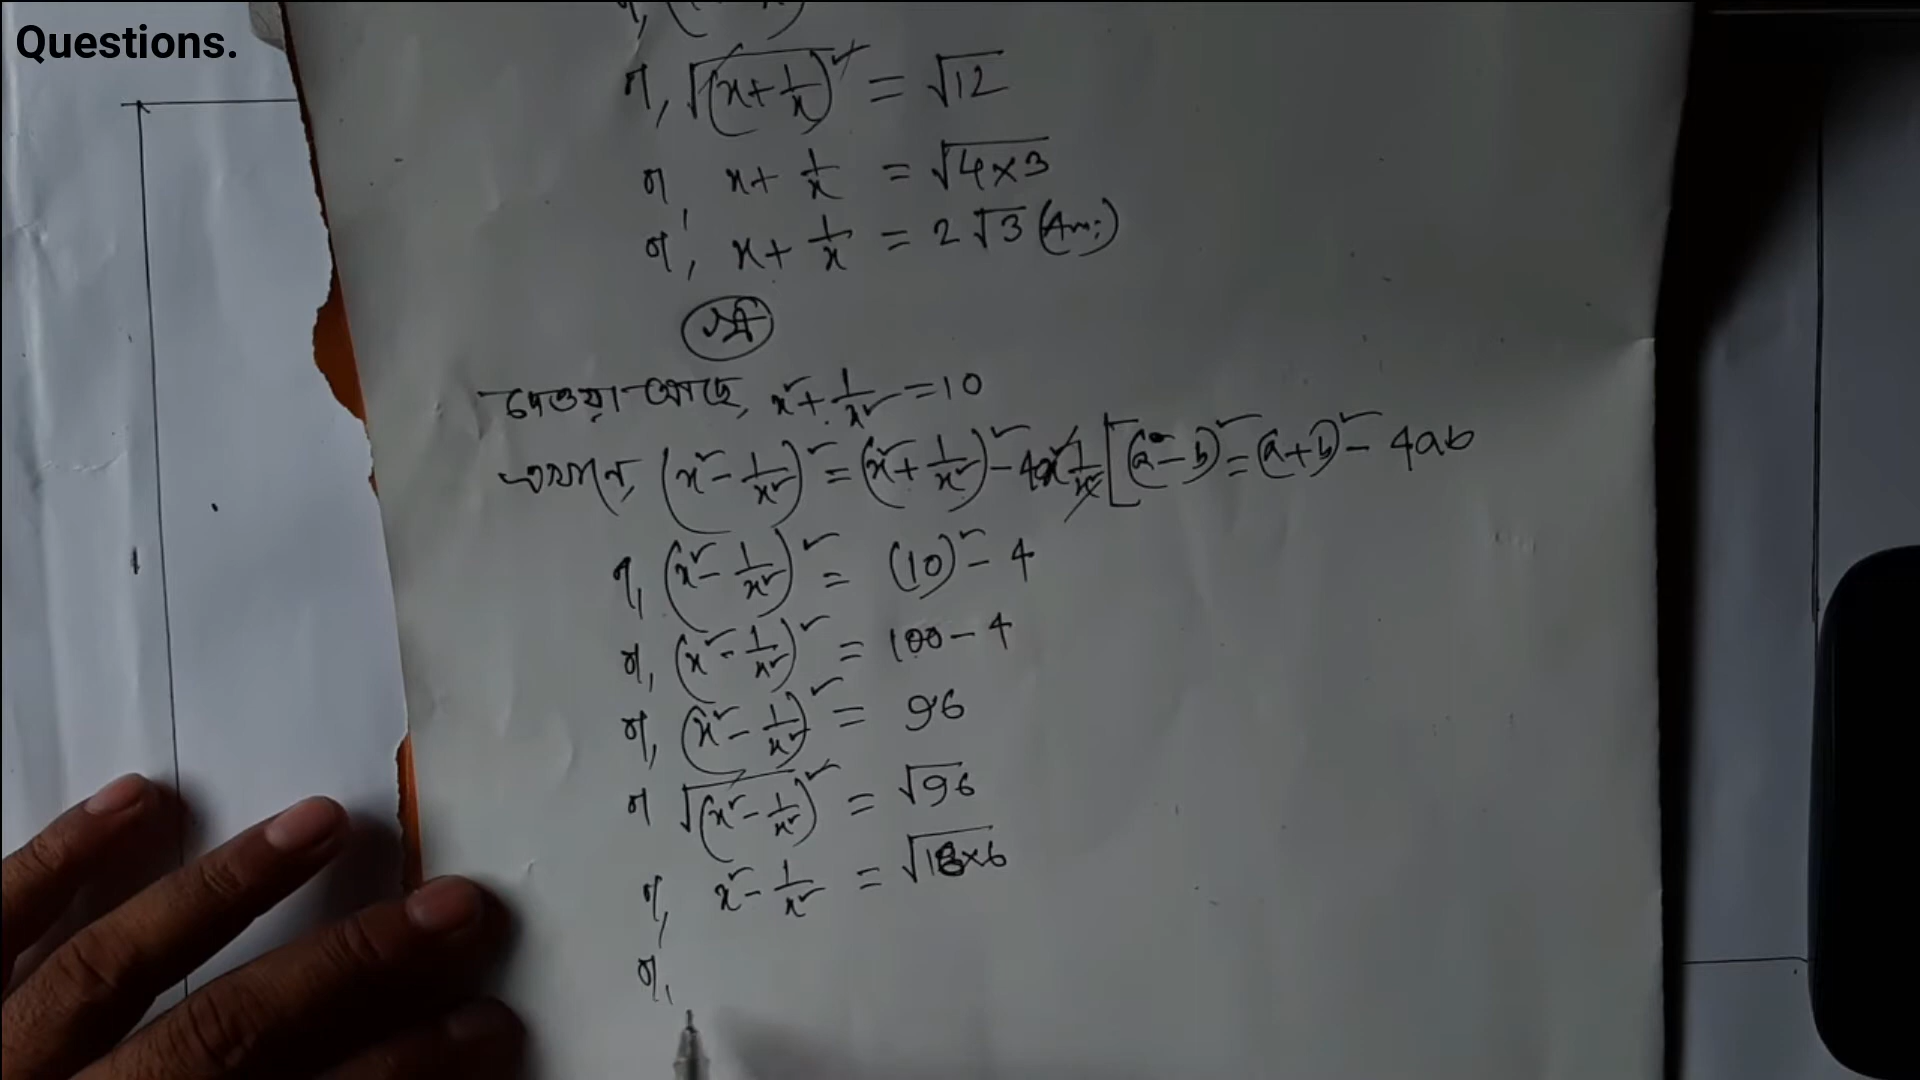 Questions.
বা, √(x + 1/x)² = √12
বা, x + 1/x = √4×3
বা, x + 1/x = 2√3 (Ans:)
দেওয়া আছে, x² + 1/x² = 10
এখানে, (x² - 1/x²)² = (x² + 1/x²)² - 4x² 1/x² [(a - b)² = (a+b)² - 4ab
বা, (x² - 1/x²)² = (10)² - 4
বা, (x² - 1/x²)² = 100 - 4
বা, (x² - 1/x²)² = 96
বা √(x² - 1/x²)² = √96
বা, x² - 1/x² = √16×6
বা,